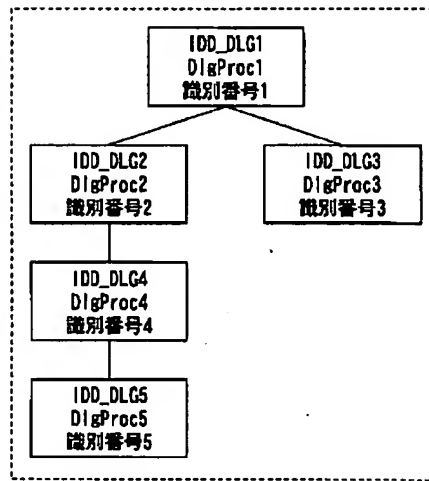 IDD_DLG1
DlgProc1
識別番号1
IDD_DLG2
DlgProc2
識別番号2
IDD_DLG3
DlgProc3
識別番号3
IDD_DLG4
DlgProc4
識別番号4
IDD_DLG5
DlgProc5
識別番号5